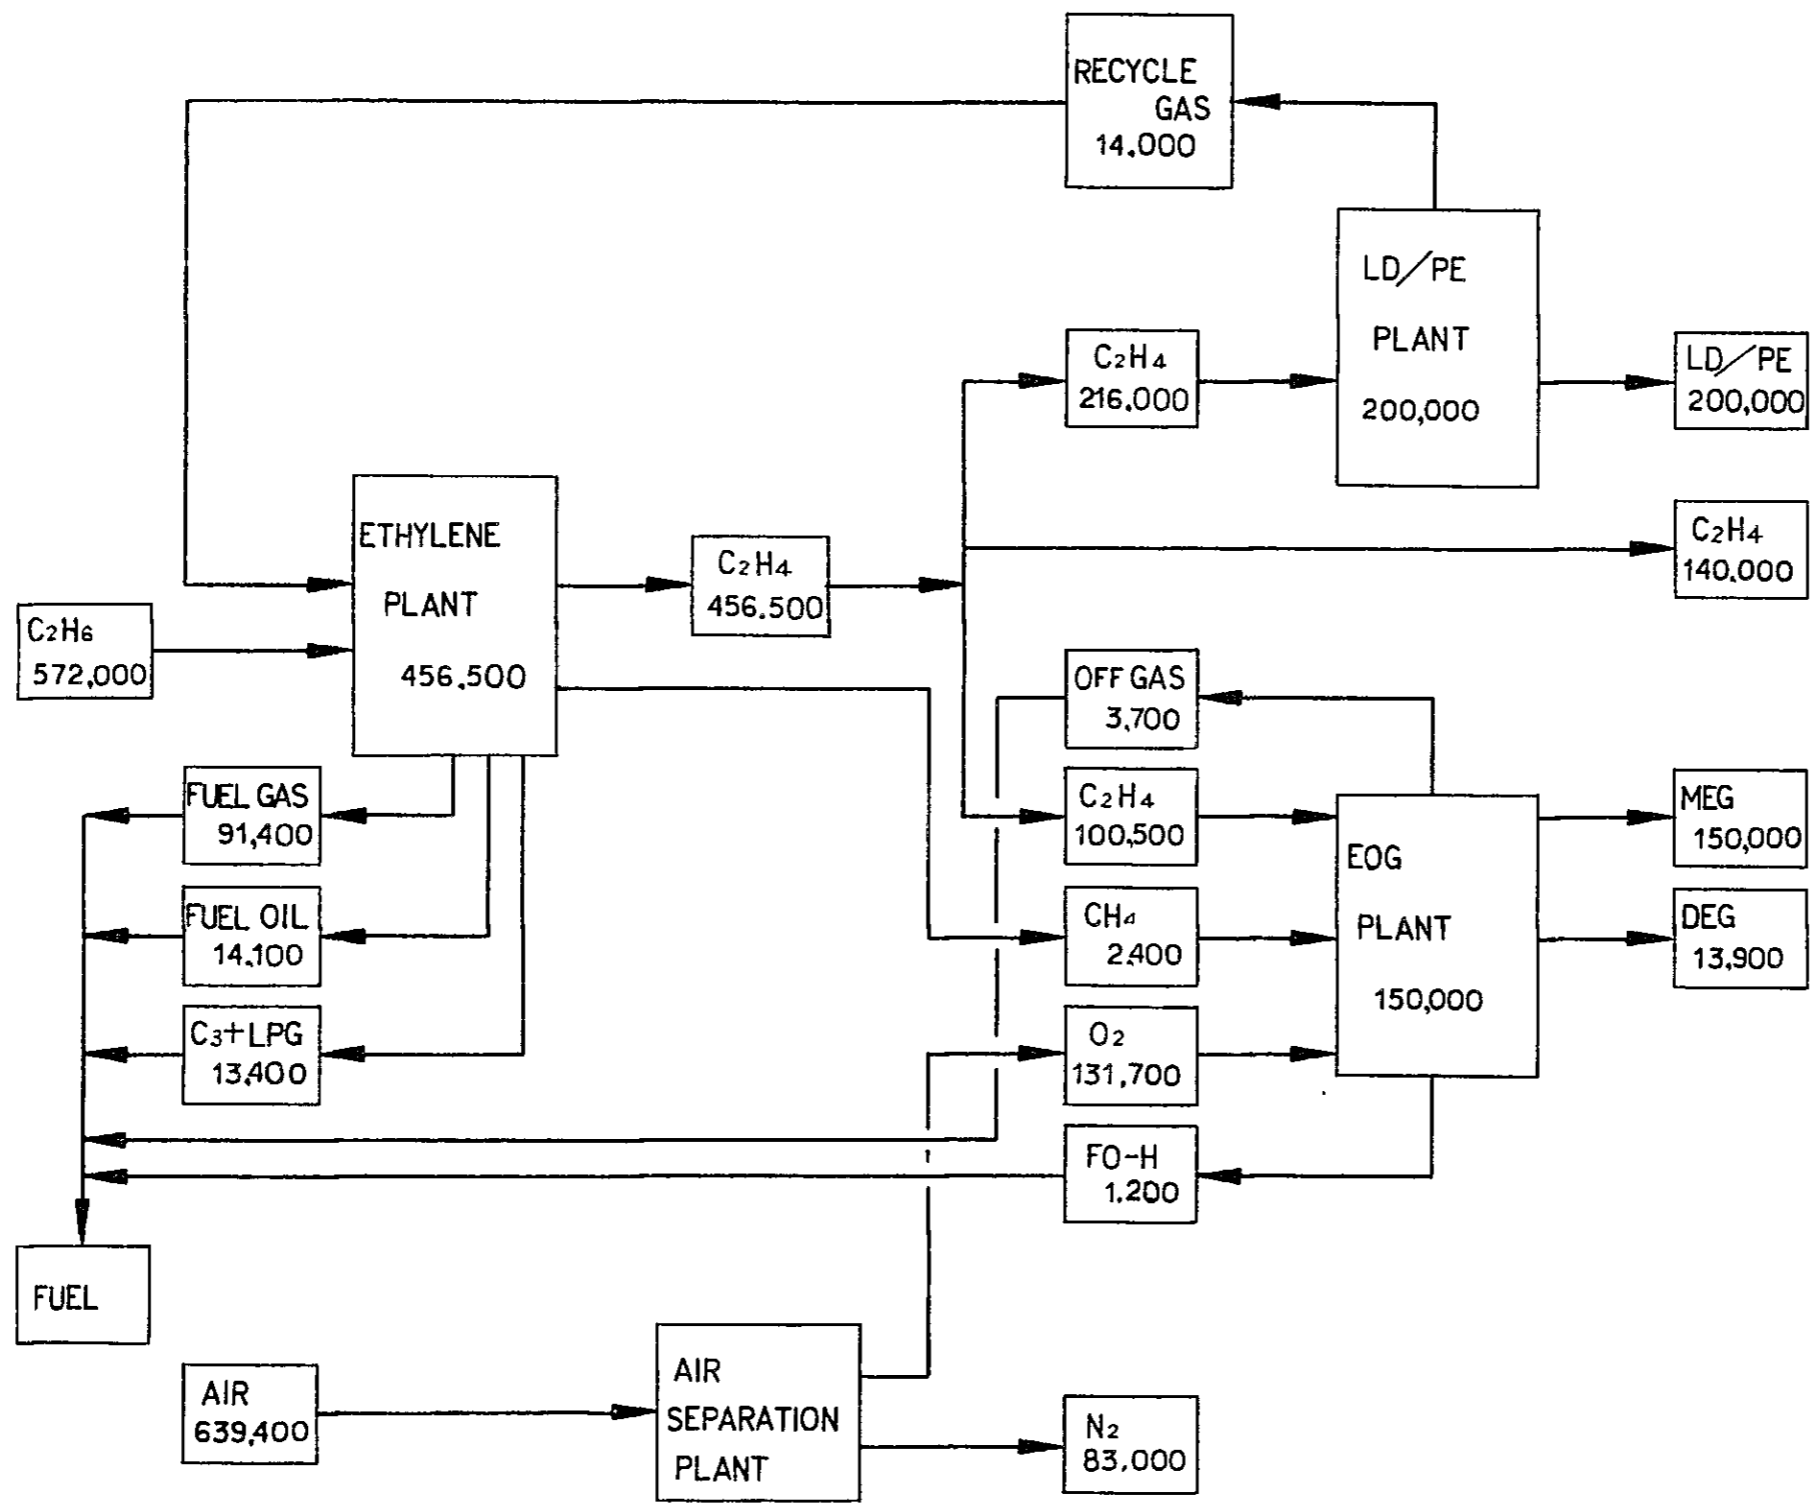 RECYCLE
GAS
14.000
LD/PE
PLANT
200,000
C2H4
216.000
LD/PE
200,000
ETHYLENE
PLANT
456.500
C2H4
456.500
C2H4
140.000
C2H6
572,000
OFF GAS
3,700
FUEL GAS
91,400
C2H4
100,500
EOG
PLANT
150,000
MEG
150,000
FUEL OIL
14.100
CH4
2.400
DEG
13,900
C3+LPG
13,400
O2
131,700
FO-H
1.200
FUEL
AIR
639,400
AIR
SEPARATION
PLANT
N2
83,000